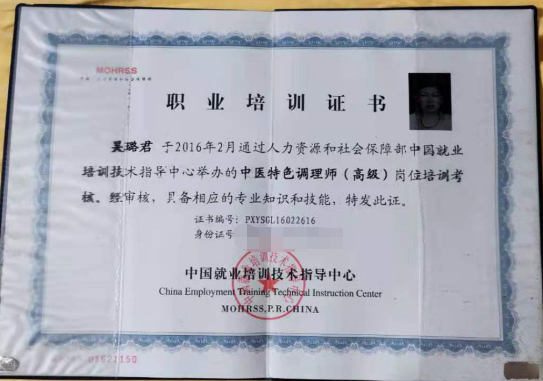 MOHRSS
职业培训证书
吴璐君 于2016年2月通过人力资源和社会保障部中国就业
培训技术指导中心举办的中医特色调理师（高级）岗位培训考
核。经审核，具备相应的专业知识和技能，特发此证。
证书编号：PXYSGL16022616
身份证号
中国就业培训技术指导中心
China Employment Training Technical Instruction Center
MOHRSS,P.R.CHINA